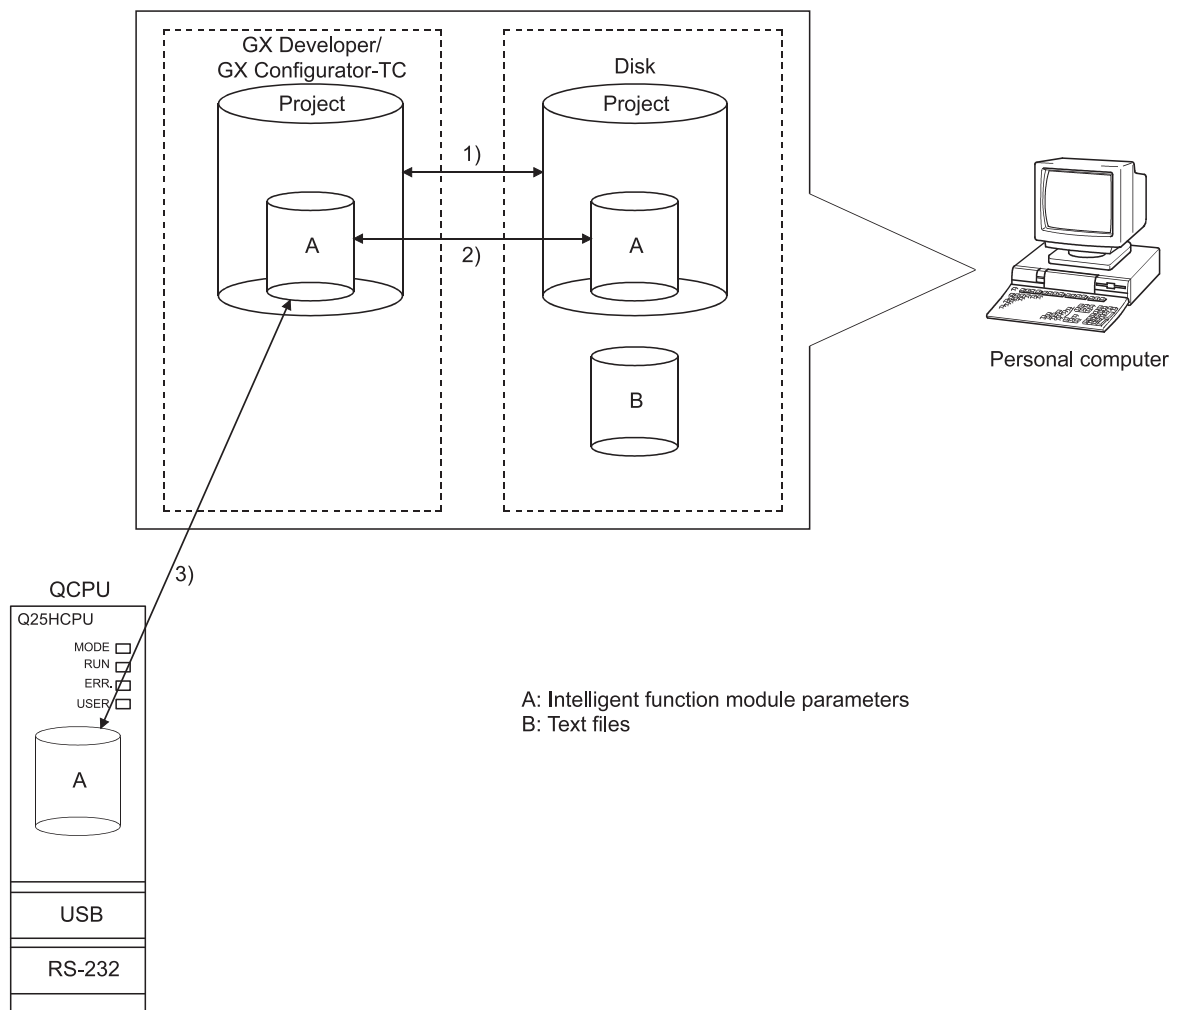 GX Developer/
GX Configurator-TC
Project
Disk
Project
1)
A
A
2)
B
Personal computer
3)
QCPU
Q25HCPU
MODE
RUN
ERR.
USER
A
USB
RS-232
A: Intelligent function module parameters
B: Text files